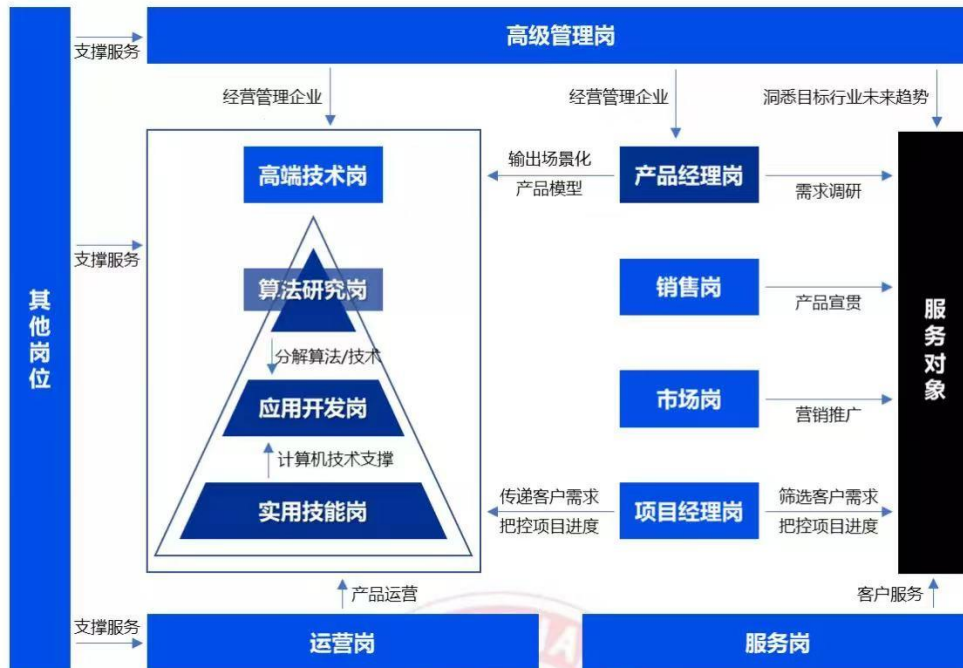 高级管理岗
支撑服务
经营管理企业
经营管理企业
洞悉目标行业未来趋势
高端技术岗
输出场景化
产品模型
产品经理岗
需求调研
支撑服务
算法研究岗
销售岗
产品宣贯
其他岗位
服务对象
分解算法/技术
应用开发岗
市场岗
营销推广
计算机技术支撑
实用技能岗
传递客户需求
把控项目进度
项目经理岗
筛选客户需求
把控项目进度
产品运营
客户服务
支撑服务
运营岗
服务岗